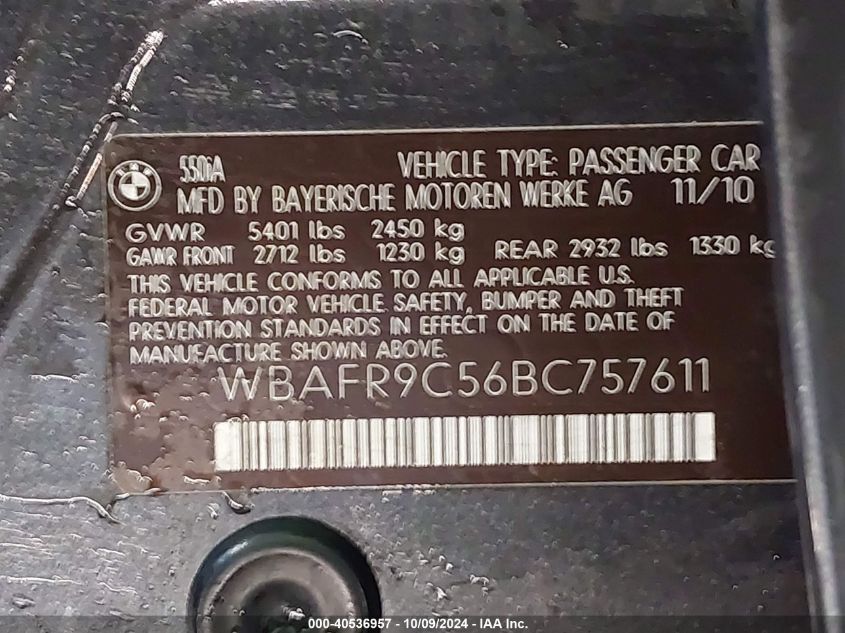 BMW
550iA
VEHICLE TYPE: PASSENGER CAR
MFD BY BAYERISCHE MOTOREN WERKE AG 11/10
GVWR 5401 lbs 2450 kg
GAWR FRONT 2712 lbs 1230 kg REAR 2932 lbs 1330 kg
THIS VEHICLE CONFORMS TO ALL APPLICABLE U.S.
FEDERAL MOTOR VEHICLE SAFETY, BUMPER AND THEFT
PREVENTION STANDARDS IN EFFECT ON THE DATE OF
MANUFACTURE SHOWN ABOVE.
WBAFR9C56BC757611
000-40536957 - 10/09/2024 - IAA Inc.